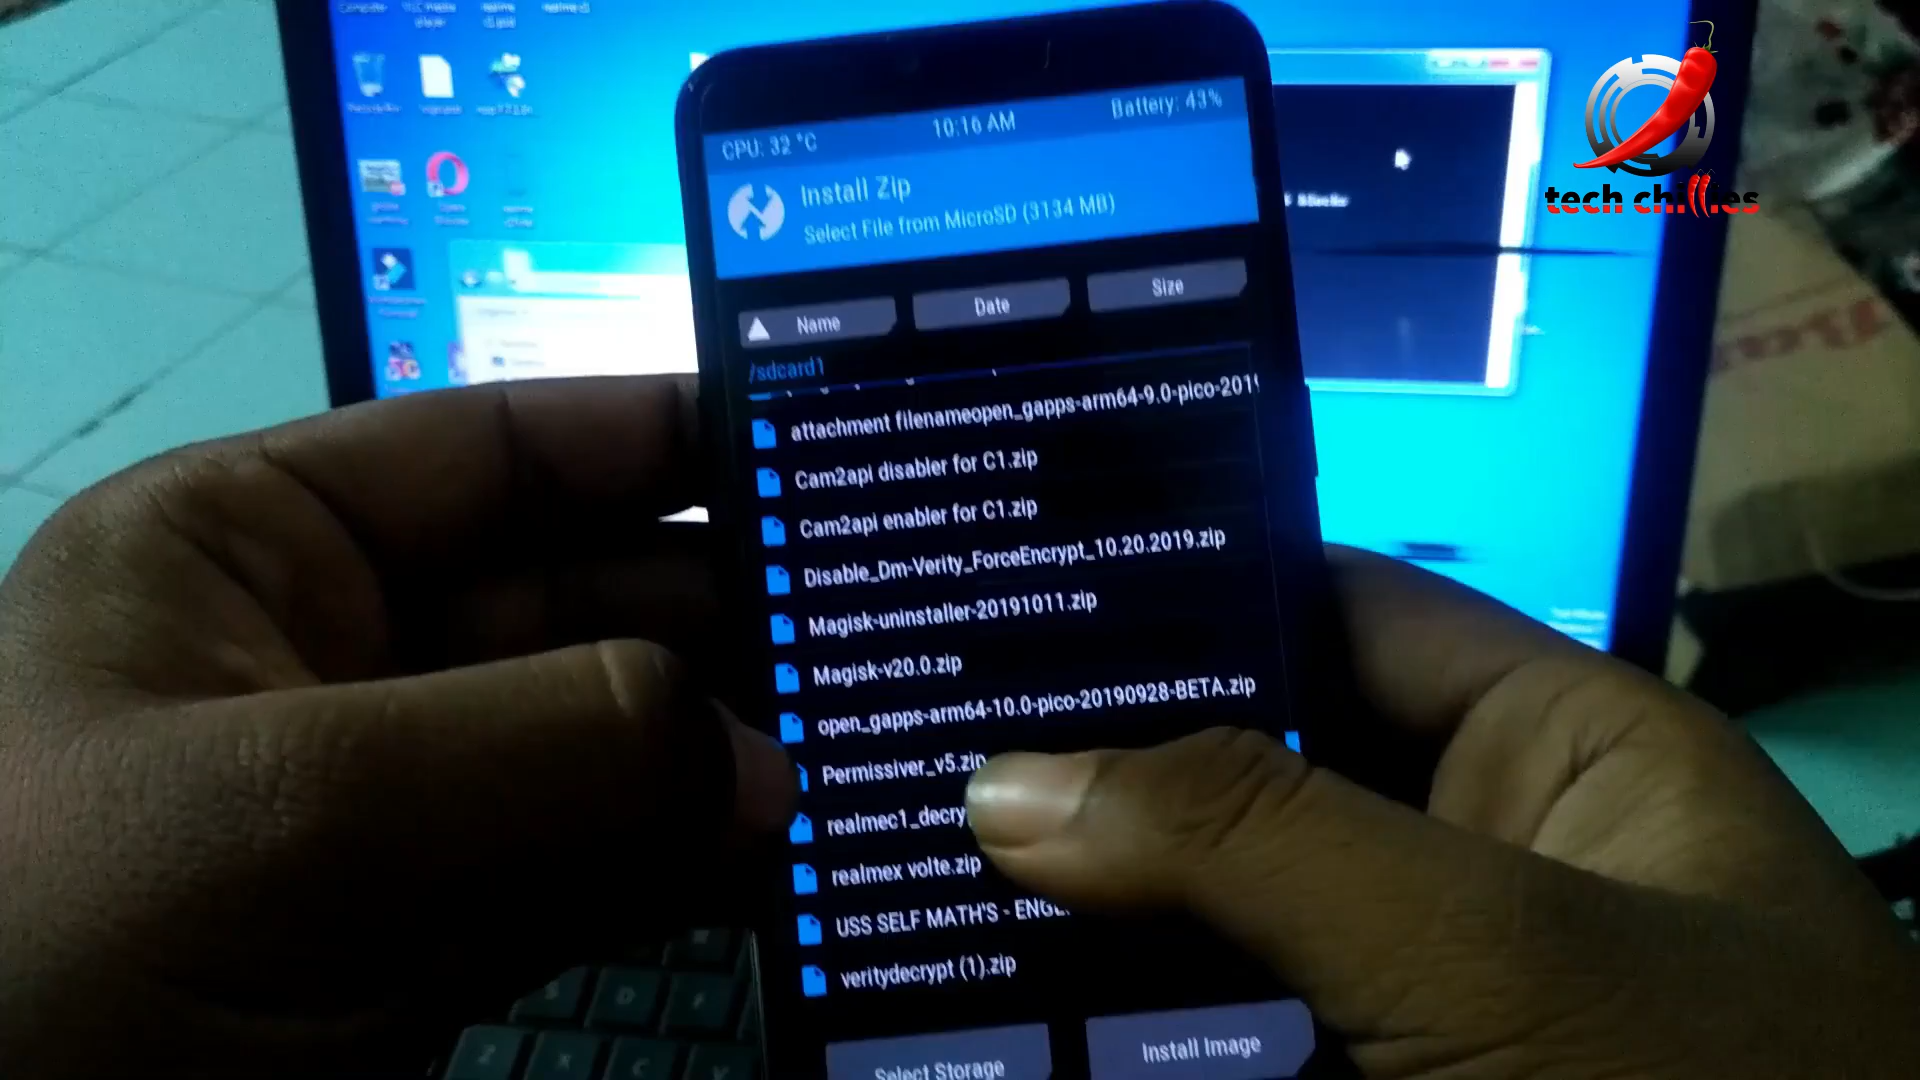 CPU: 32 °C
10:16 AM
Battery: 43%
Install Zip
Select File from MicroSD (3134 MB)
Name
Date
Size
/sdcard1
attachment filenameopen_gapps-arm64-9.0-pico-201
Cam2api disabler for C1.zip
Cam2api enabler for C1.zip
Disable_Dm-Verity_ForceEncrypt_10.20.2019.zip
Magisk-uninstaller-20191011.zip
Magisk-v20.0.zip
open_gapps-arm64-10.0-pico-20190928-BETA.zip
Permissiver_v5.zip
realmec1_decry
realmex volte.zip
USS SELF MATH'S - ENGL
veritydecrypt (1).zip
Select Storage
Install Image
tech chillies
S D F
Z X C V